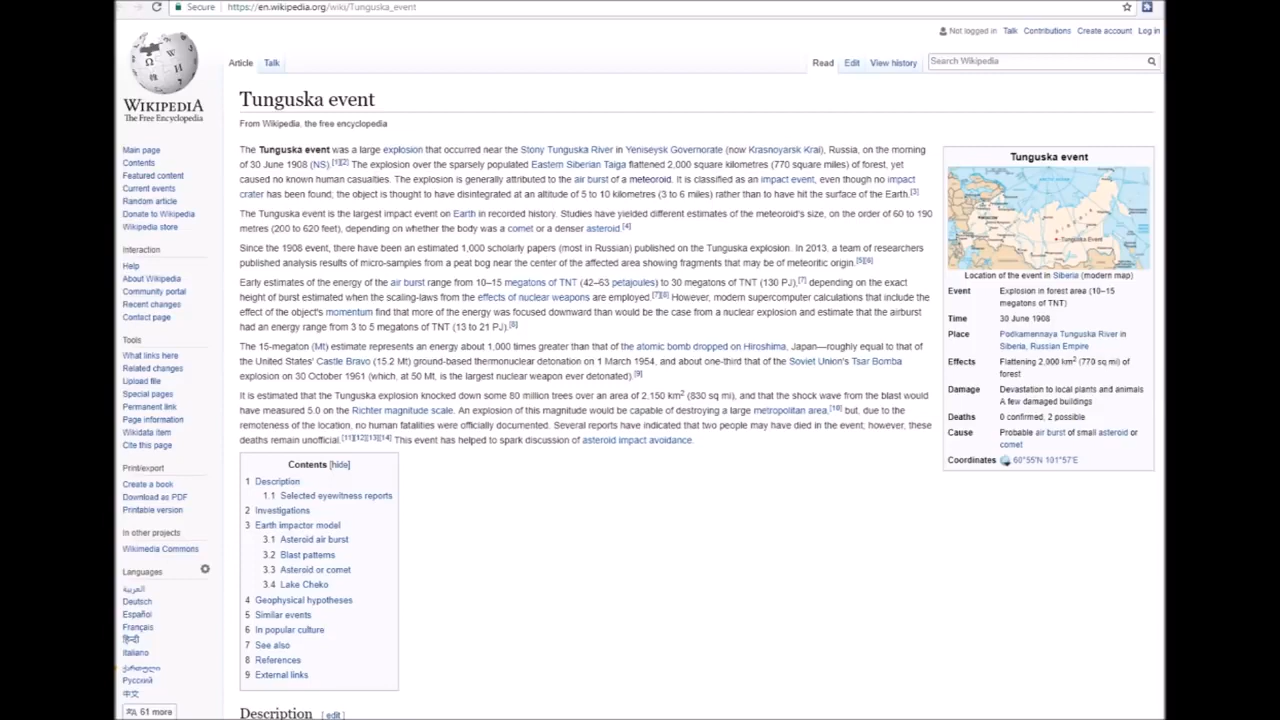 Secure https://en.wikipedia.org/wiki/Tunguska_event
Not logged in Talk Contributions Create account Log in
Article Talk Read Edit View history Search Wikipedia
WIKIPEDIA
The Free Encyclopedia
Main page
Contents
Featured content
Current events
Random article
Donate to Wikipedia
Wikipedia store
Interaction
Help
About Wikipedia
Community portal
Recent changes
Contact page
Tools
What links here
Related changes
Upload file
Special pages
Permanent link
Page information
Wikidata item
Cite this page
Print/export
Create a book
Download as PDF
Printable version
In other projects
Wikimedia Commons
Languages
العربية
Deutsch
Español
Français
हिन्दी
Italiano
ქართული
Русский
中文
61 more
Tunguska event
From Wikipedia, the free encyclopedia
The Tunguska event was a large explosion that occurred near the Stony Tunguska River in Yeniseysk Governorate (now Krasnoyarsk Krai), Russia, on the morning
of 30 June 1908 (NS).[1][2] The explosion over the sparsely populated Eastern Siberian Taiga flattened 2,000 square kilometres (770 square miles) of forest, yet
caused no known human casualties. The explosion is generally attributed to the air burst of a meteoroid. It is classified as an impact event, even though no impact
crater has been found; the object is thought to have disintegrated at an altitude of 5 to 10 kilometres (3 to 6 miles) rather than to have hit the surface of the Earth.[3]
The Tunguska event is the largest impact event on Earth in recorded history. Studies have yielded different estimates of the meteoroid's size, on the order of 60 to 190
metres (200 to 620 feet), depending on whether the body was a comet or a denser asteroid.[4]
Since the 1908 event, there have been an estimated 1,000 scholarly papers (most in Russian) published on the Tunguska explosion. In 2013, a team of researchers
published analysis results of micro-samples from a peat bog near the center of the affected area showing fragments that may be of meteoritic origin.[5][6]
Early estimates of the energy of the air burst range from 10–15 megatons of TNT (42–63 petajoules) to 30 megatons of TNT (130 PJ),[7] depending on the exact
height of burst estimated when the scaling-laws from the effects of nuclear weapons are employed.[7][8] However, modern supercomputer calculations that include the
effect of the object's momentum find that more of the energy was focused downward than would be the case from a nuclear explosion and estimate that the airburst
had an energy range from 3 to 5 megatons of TNT (13 to 21 PJ).[8]
The 15-megaton (Mt) estimate represents an energy about 1,000 times greater than that of the atomic bomb dropped on Hiroshima, Japan—roughly equal to that of
the United States' Castle Bravo (15.2 Mt) ground-based thermonuclear detonation on 1 March 1954, and about one-third that of the Soviet Union's Tsar Bomba
explosion on 30 October 1961 (which, at 50 Mt, is the largest nuclear weapon ever detonated).[9]
It is estimated that the Tunguska explosion knocked down some 80 million trees over an area of 2,150 km2 (830 sq mi), and that the shock wave from the blast would
have measured 5.0 on the Richter magnitude scale. An explosion of this magnitude would be capable of destroying a large metropolitan area,[10] but, due to the
remoteness of the location, no human fatalities were officially documented. Several reports have indicated that two people may have died in the event; however, these
deaths remain unofficial.[11][12][13][14] This event has helped to spark discussion of asteroid impact avoidance.
Contents [hide]
1 Description
1.1 Selected eyewitness reports
2 Investigations
3 Earth impactor model
3.1 Asteroid air burst
3.2 Blast patterns
3.3 Asteroid or comet
3.4 Lake Cheko
4 Geophysical hypotheses
5 Similar events
6 In popular culture
7 See also
8 References
9 External links
Description [ edit ]
Tunguska event
Moscow
Tunguska Event
Location of the event in Siberia (modern map)
Event Explosion in forest area (10–15
megatons of TNT)
Time 30 June 1908
Place Podkamennaya Tunguska River in
Siberia, Russian Empire
Effects Flattening 2,000 km2 (770 sq mi) of
forest
Damage Devastation to local plants and animals
A few damaged buildings
Deaths 0 confirmed, 2 possible
Cause Probable air burst of small asteroid or
comet
Coordinates 60°55′N 101°57′E